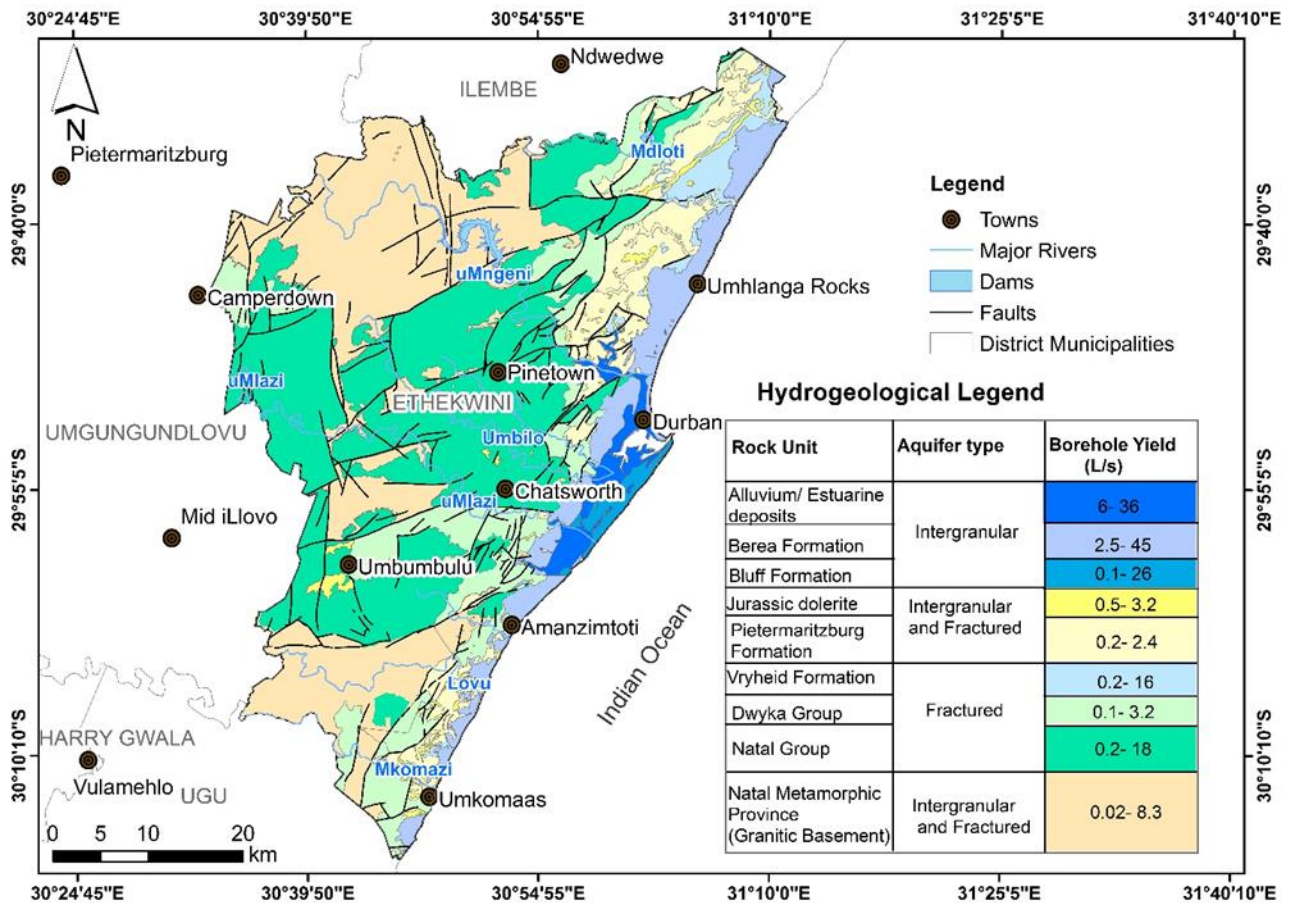 30°24'45"E 30°39'50"E 30°54'55"E 31°10'0"E 31°25'5"E 31°40'10"E
Ndwedwe
ILEMBE
N
Pietermaritzburg
Mdloti
Legend
Towns
29°40'0"S
29°40'0"S
Major Rivers
uMngeni
Umhlanga Rocks
Dams
Camperdown
Faults
District Municipalities
Pinetown
uMlazi
ETHEKWINI
Hydrogeological Legend
Durban
UMGUNGUNDLOVU
Umbilo
29°55'5"S
29°55'5"S
Chatsworth
uMlazi
Mid iLlovo
Umbumbulu
Amanzimtoti
Indian Ocean
Lovu
HARRY GWALA
30°10'10"S
30°10'10"S
Mkomazi
Vulamehlo
UGU
Umkomaas
0 5 10 20
km
Rock Unit Aquifer type Borehole Yield
(L/s)
Alluvium/ Estuarine
deposits
6- 36
Intergranular
Berea Formation 2.5- 45
Bluff Formation 0.1- 26
Jurassic dolerite 0.5- 3.2
Intergranular
and Fractured
Pietermaritzburg
Formation
0.2- 2.4
Vryheid Formation 0.2- 16
Fractured
Dwyka Group 0.1- 3.2
Natal Group 0.2- 18
Natal Metamorphic
Province
(Granitic Basement)
Intergranular
and Fractured
0.02- 8.3
30°24'45"E 30°39'50"E 30°54'55"E 31°10'0"E 31°25'5"E 31°40'10"E